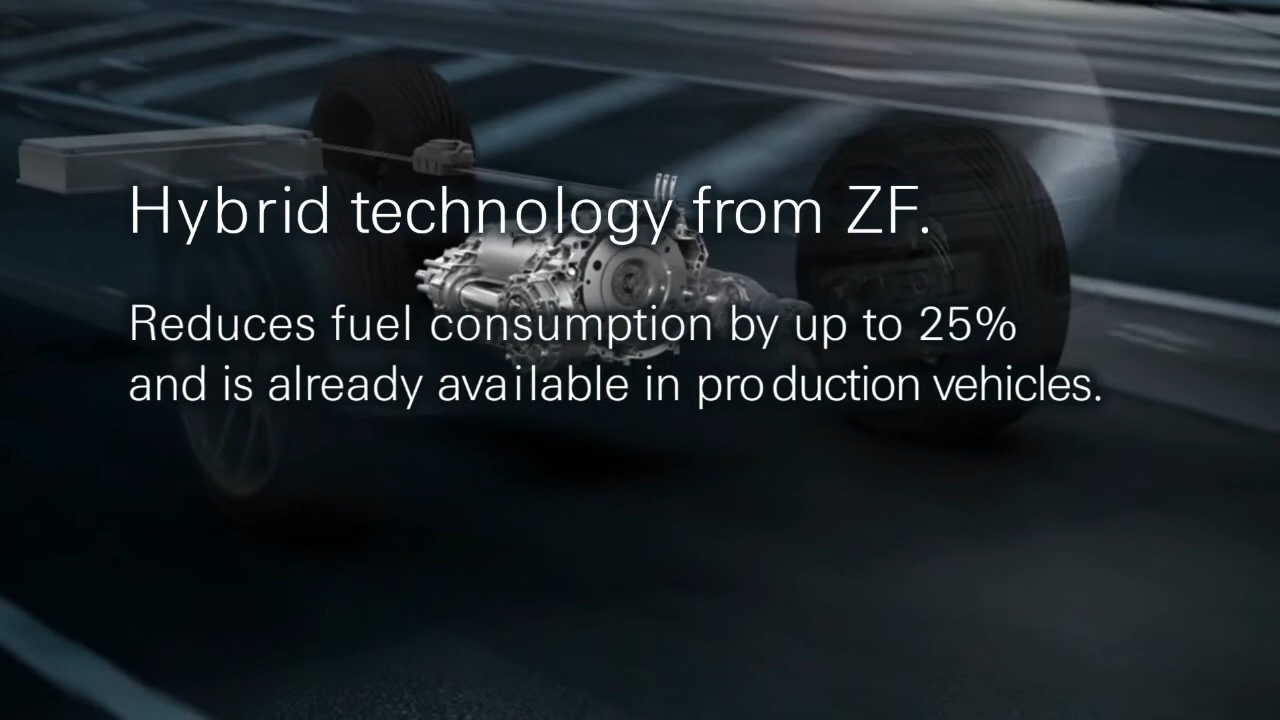 Hybrid technology from ZF.
Reduces fuel consumption by up to 25%
and is already available in production vehicles.